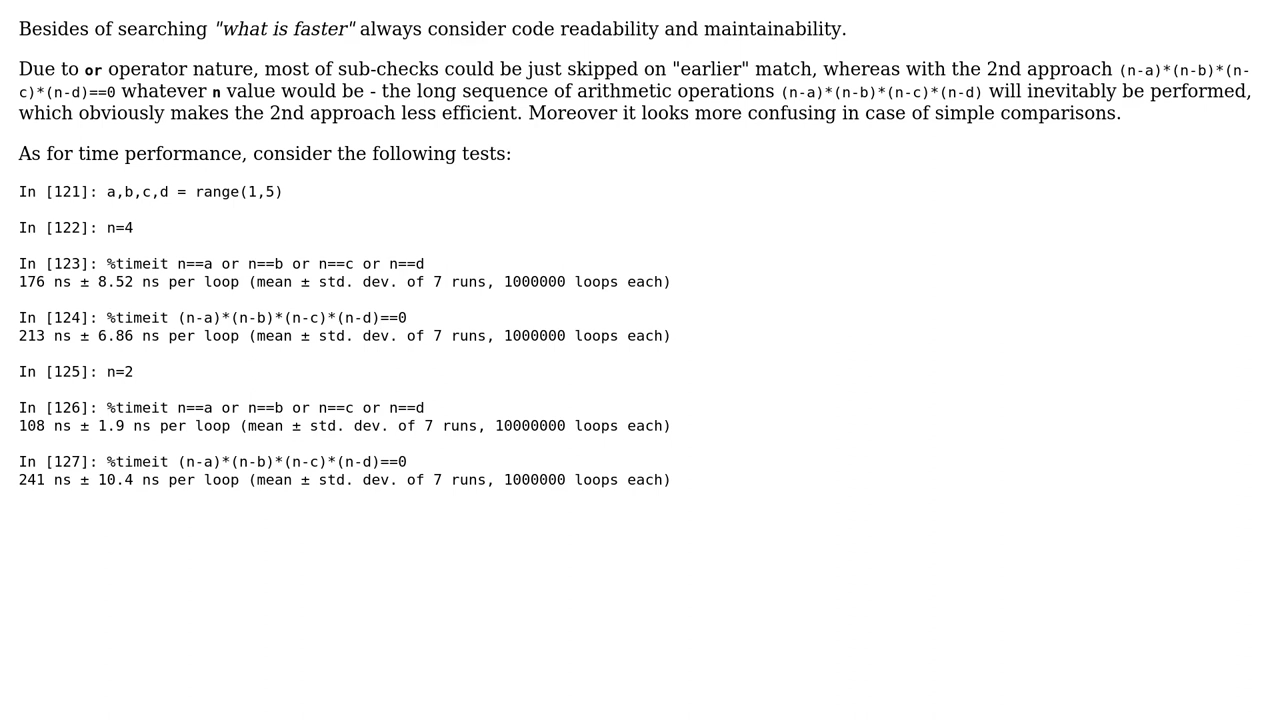 Besides of searching "what is faster" always consider code readability and maintainability.
Due to or operator nature, most of sub-checks could be just skipped on "earlier" match, whereas with the 2nd approach (n-a)*(n-b)*(n-
c)*(n-d)==0 whatever n value would be - the long sequence of arithmetic operations (n-a)*(n-b)*(n-c)*(n-d) will inevitably be performed,
which obviously makes the 2nd approach less efficient. Moreover it looks more confusing in case of simple comparisons.
As for time performance, consider the following tests:
In [121]: a,b,c,d = range(1,5)
In [122]: n=4
In [123]: %timeit n==a or n==b or n==c or n==d
176 ns ± 8.52 ns per loop (mean ± std. dev. of 7 runs, 1000000 loops each)
In [124]: %timeit (n-a)*(n-b)*(n-c)*(n-d)==0
213 ns ± 6.86 ns per loop (mean ± std. dev. of 7 runs, 1000000 loops each)
In [125]: n=2
In [126]: %timeit n==a or n==b or n==c or n==d
108 ns ± 1.9 ns per loop (mean ± std. dev. of 7 runs, 10000000 loops each)
In [127]: %timeit (n-a)*(n-b)*(n-c)*(n-d)==0
241 ns ± 10.4 ns per loop (mean ± std. dev. of 7 runs, 1000000 loops each)